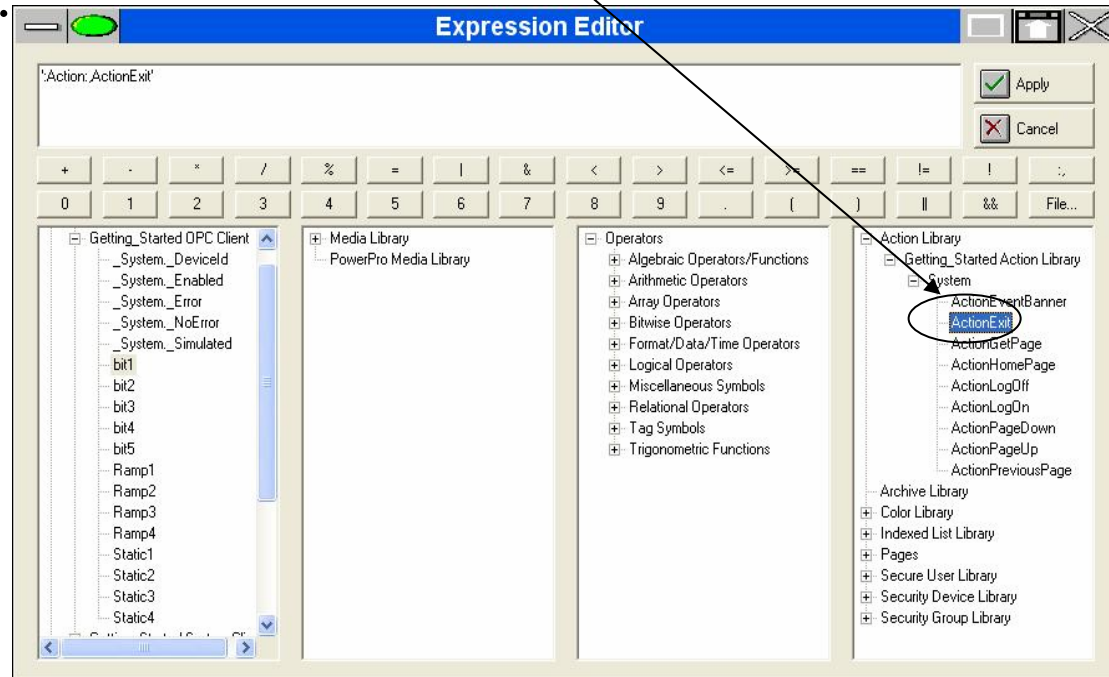 Expression Editor
':Action:,ActionExit'
Apply
Cancel
+ - * / % = | & < > <= >= == != ! :,
0 1 2 3 4 5 6 7 8 9 . ( ) || && File...
Getting_Started OPC Client
_System._DeviceId
_System._Enabled
_System._Error
_System._NoError
_System._Simulated
bit1
bit2
bit3
bit4
bit5
Ramp1
Ramp2
Ramp3
Ramp4
Static1
Static2
Static3
Static4
Media Library
PowerPro Media Library
Operators
Algebraic Operators/Functions
Arithmetic Operators
Array Operators
Bitwise Operators
Format/Data/Time Operators
Logical Operators
Miscellaneous Symbols
Relational Operators
Tag Symbols
Trigonometric Functions
Action Library
Getting_Started Action Library
System
ActionEventBanner
ActionExit
ActionGetPage
ActionHomePage
ActionLogOff
ActionLogOn
ActionPageDown
ActionPageUp
ActionPreviousPage
Archive Library
Color Library
Indexed List Library
Pages
Secure User Library
Security Device Library
Security Group Library